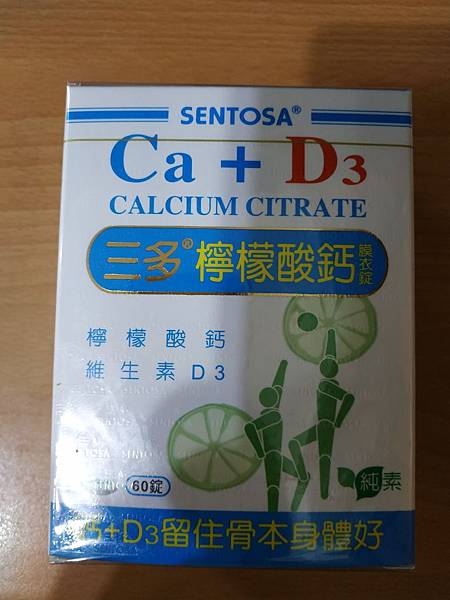 SENTOSA®
Ca + D3
CALCIUM CITRATE
三多® 檸檬酸鈣 膜衣錠
檸檬酸鈣
維生素D3
60錠
純素
鈣+D3留住骨本身體好